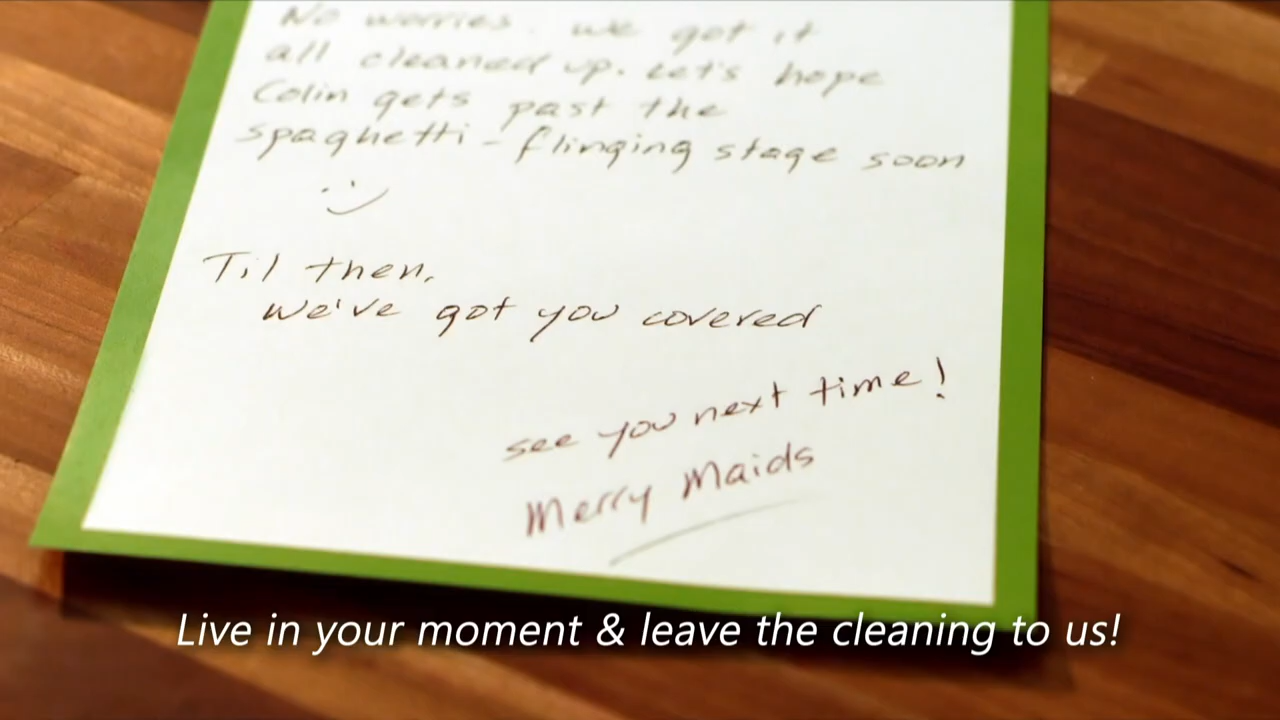 No worries. we got it
all cleaned up. Let's hope
Colin gets past the
spaghetti - flinging stage soon
Til then,
we've got you covered
see you next time!
Merry Maids
Live in your moment & leave the cleaning to us!